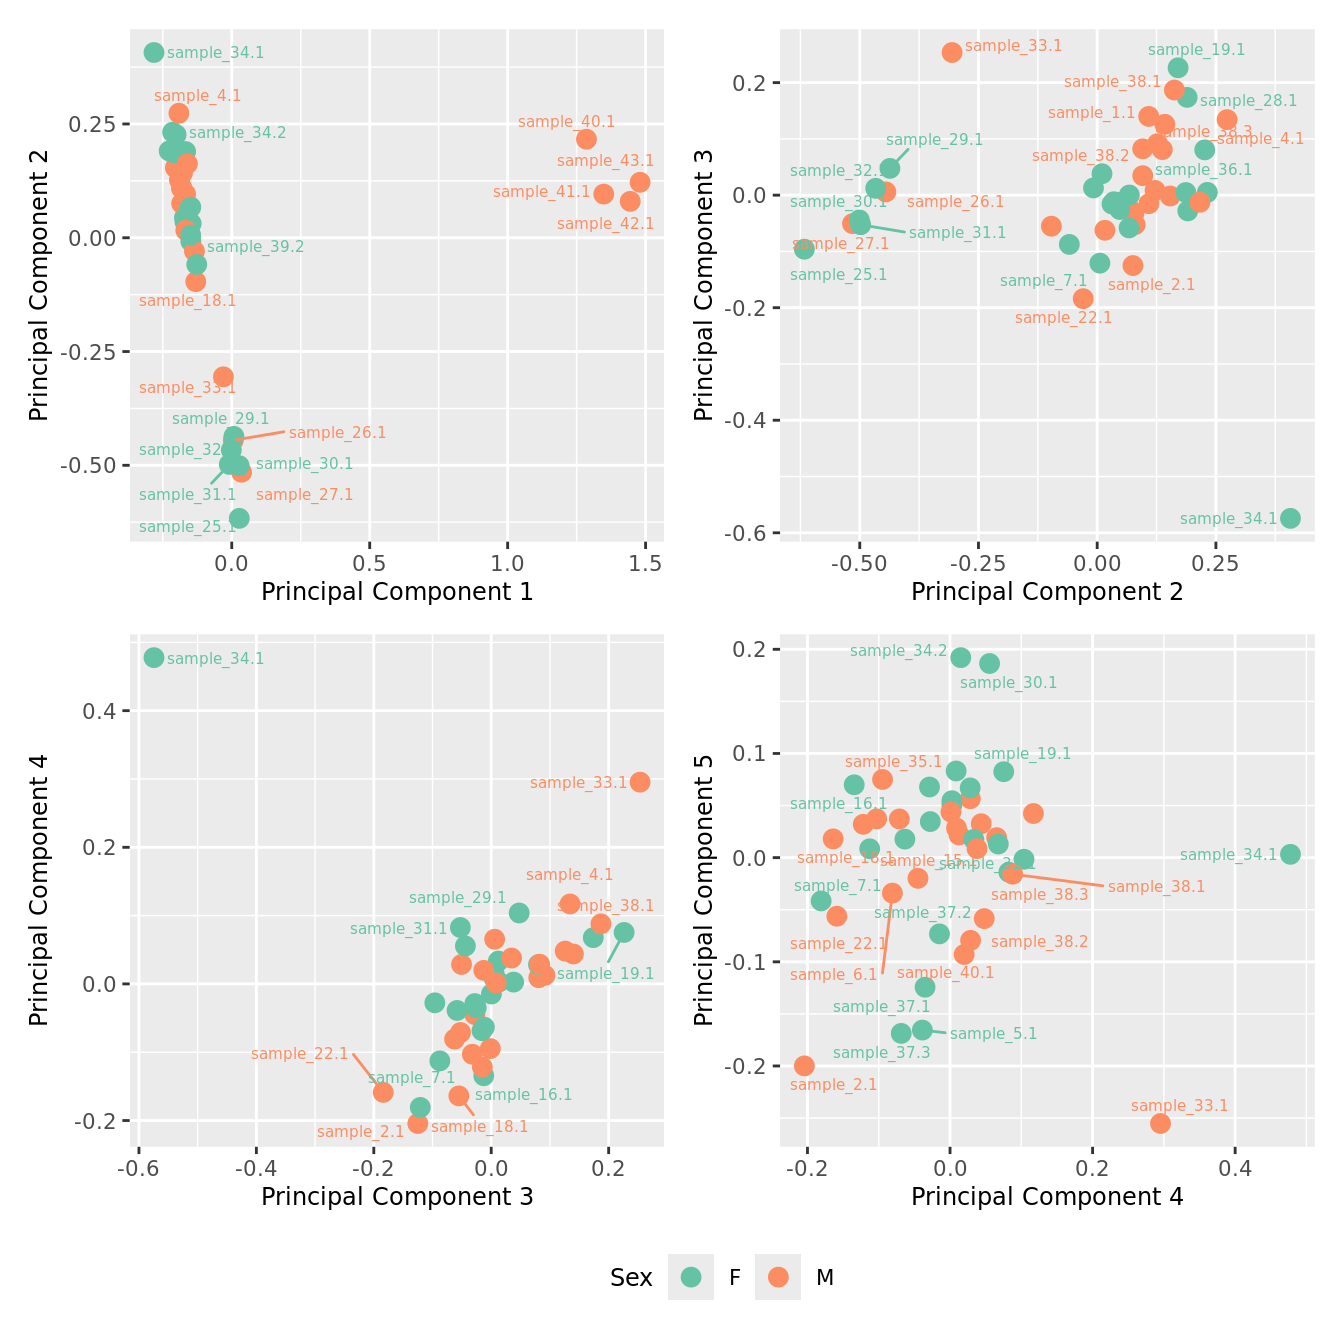 sample_34.1
sample_4.1
sample_34.2
sample_40.1
sample_43.1
sample_41.1
sample_42.1
sample_39.2
sample_18.1
sample_33.1
sample_29.1
sample_26.1
sample_30.1
sample_31.1
sample_27.1
sample_25.1
0.25
0.00
-0.25
-0.50
0.0
0.5
1.0
1.5
Principal Component 1
Principal Component 2
sample_33.1
sample_19.1
sample_38.1
sample_28.1
sample_1.1
sample_38.3
sample_4.1
sample_29.1
sample_38.2
sample_36.1
sample_32.1
sample_30.1
sample_26.1
sample_31.1
sample_27.1
sample_25.1
sample_7.1
sample_2.1
sample_22.1
sample_34.1
0.2
0.0
-0.2
-0.4
-0.6
-0.50
-0.25
0.00
0.25
Principal Component 2
Principal Component 3
sample_34.1
sample_33.1
sample_4.1
sample_29.1
sample_38.1
sample_31.1
sample_19.1
sample_22.1
sample_7.1
sample_16.1
sample_2.1
sample_18.1
0.4
0.2
0.0
-0.2
-0.6
-0.4
-0.2
0.0
0.2
Principal Component 3
Principal Component 4
sample_34.2
sample_30.1
sample_19.1
sample_35.1
sample_16.1
sample_18.1
sample_34.1
sample_7.1
sample_38.1
sample_38.3
sample_37.2
sample_22.1
sample_38.2
sample_6.1
sample_40.1
sample_37.1
sample_5.1
sample_37.3
sample_2.1
sample_33.1
0.2
0.1
0.0
-0.1
-0.2
-0.2
0.0
0.2
0.4
Principal Component 4
Principal Component 5
Sex
F
M